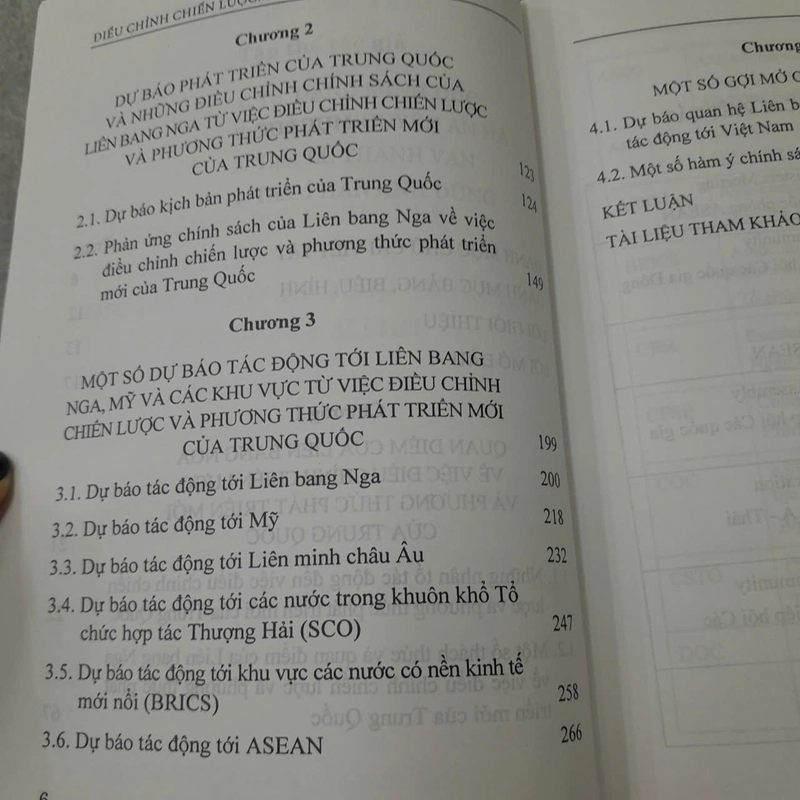 ĐIỀU CHỈNH CHIẾN LƯỢC
Chương 2
DỰ BÁO PHÁT TRIỂN CỦA TRUNG QUỐC
VÀ NHỮNG ĐIỀU CHỈNH CHÍNH SÁCH CỦA
LIÊN BANG NGA TỪ VIỆC ĐIỀU CHỈNH CHIẾN LƯỢC
VÀ PHƯƠNG THỨC PHÁT TRIỂN MỚI
CỦA TRUNG QUỐC 123
2.1. Dự báo kịch bản phát triển của Trung Quốc 124
2.2. Phản ứng chính sách của Liên bang Nga về việc
điều chỉnh chiến lược và phương thức phát triển
mới của Trung Quốc 149
Chương 3
MỘT SỐ DỰ BÁO TÁC ĐỘNG TỚI LIÊN BANG
NGA, MỸ VÀ CÁC KHU VỰC TỪ VIỆC ĐIỀU CHỈNH
CHIẾN LƯỢC VÀ PHƯƠNG THỨC PHÁT TRIỂN MỚI
CỦA TRUNG QUỐC 199
3.1. Dự báo tác động tới Liên bang Nga 200
3.2. Dự báo tác động tới Mỹ 218
3.3. Dự báo tác động tới Liên minh châu Âu 232
3.4. Dự báo tác động tới các nước trong khuôn khổ Tổ
chức hợp tác Thượng Hải (SCO) 247
3.5. Dự báo tác động tới khu vực các nước có nền kinh tế
mới nổi (BRICS) 258
3.6. Dự báo tác động tới ASEAN 266
6
Chương
MỘT SỐ GỢI MỞ
4.1. Dự báo quan hệ Liên
tác động tới Việt Nam
4.2. Một số hàm ý chính
KẾT LUẬN
TÀI LIỆU THAM KHẢO